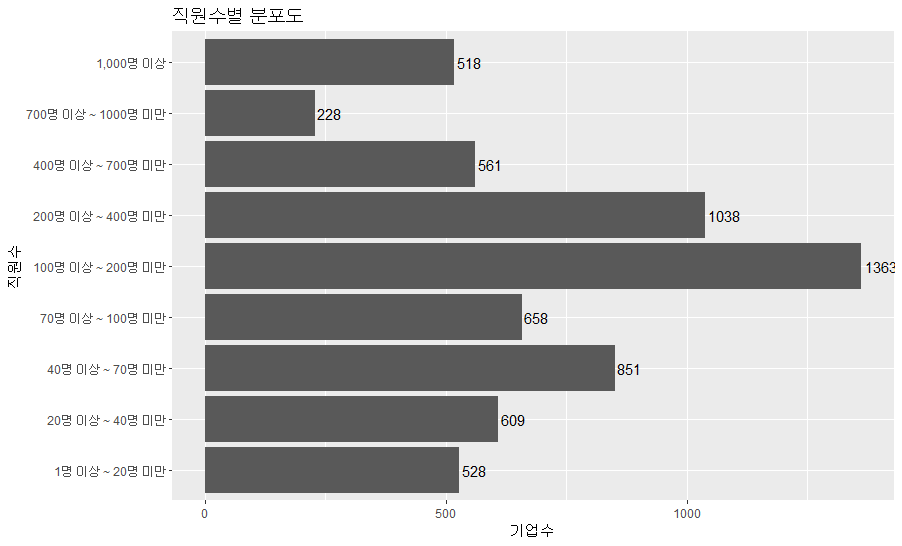 직원수별 분포도
1,000명 이상
518
700명 이상 ~ 1000명 미만
228
400명 이상 ~ 700명 미만
561
200명 이상 ~ 400명 미만
1038
100명 이상 ~ 200명 미만
1363
70명 이상 ~ 100명 미만
658
40명 이상 ~ 70명 미만
851
20명 이상 ~ 40명 미만
609
1명 이상 ~ 20명 미만
528
직원수
0
500
1000
기업수